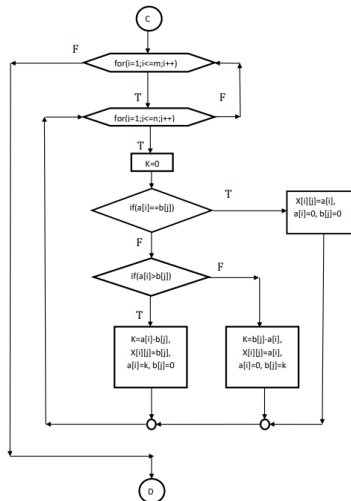 C
F
for(i=1;i<=m;i++)
T
F
for(i=1;i<=n;j++)
T
K=0
if(a[i]==b[j])
T
X[i][j]=a[i],
a[i]=0, b[j]=0
F
if(a[i]>b[j])
F
T
K=a[i]-b[j],
X[i][j]=b[j],
a[i]=k, b[j]=0
K=b[j]-a[i],
X[i][j]=a[i],
a[i]=0, b[j]=k
D